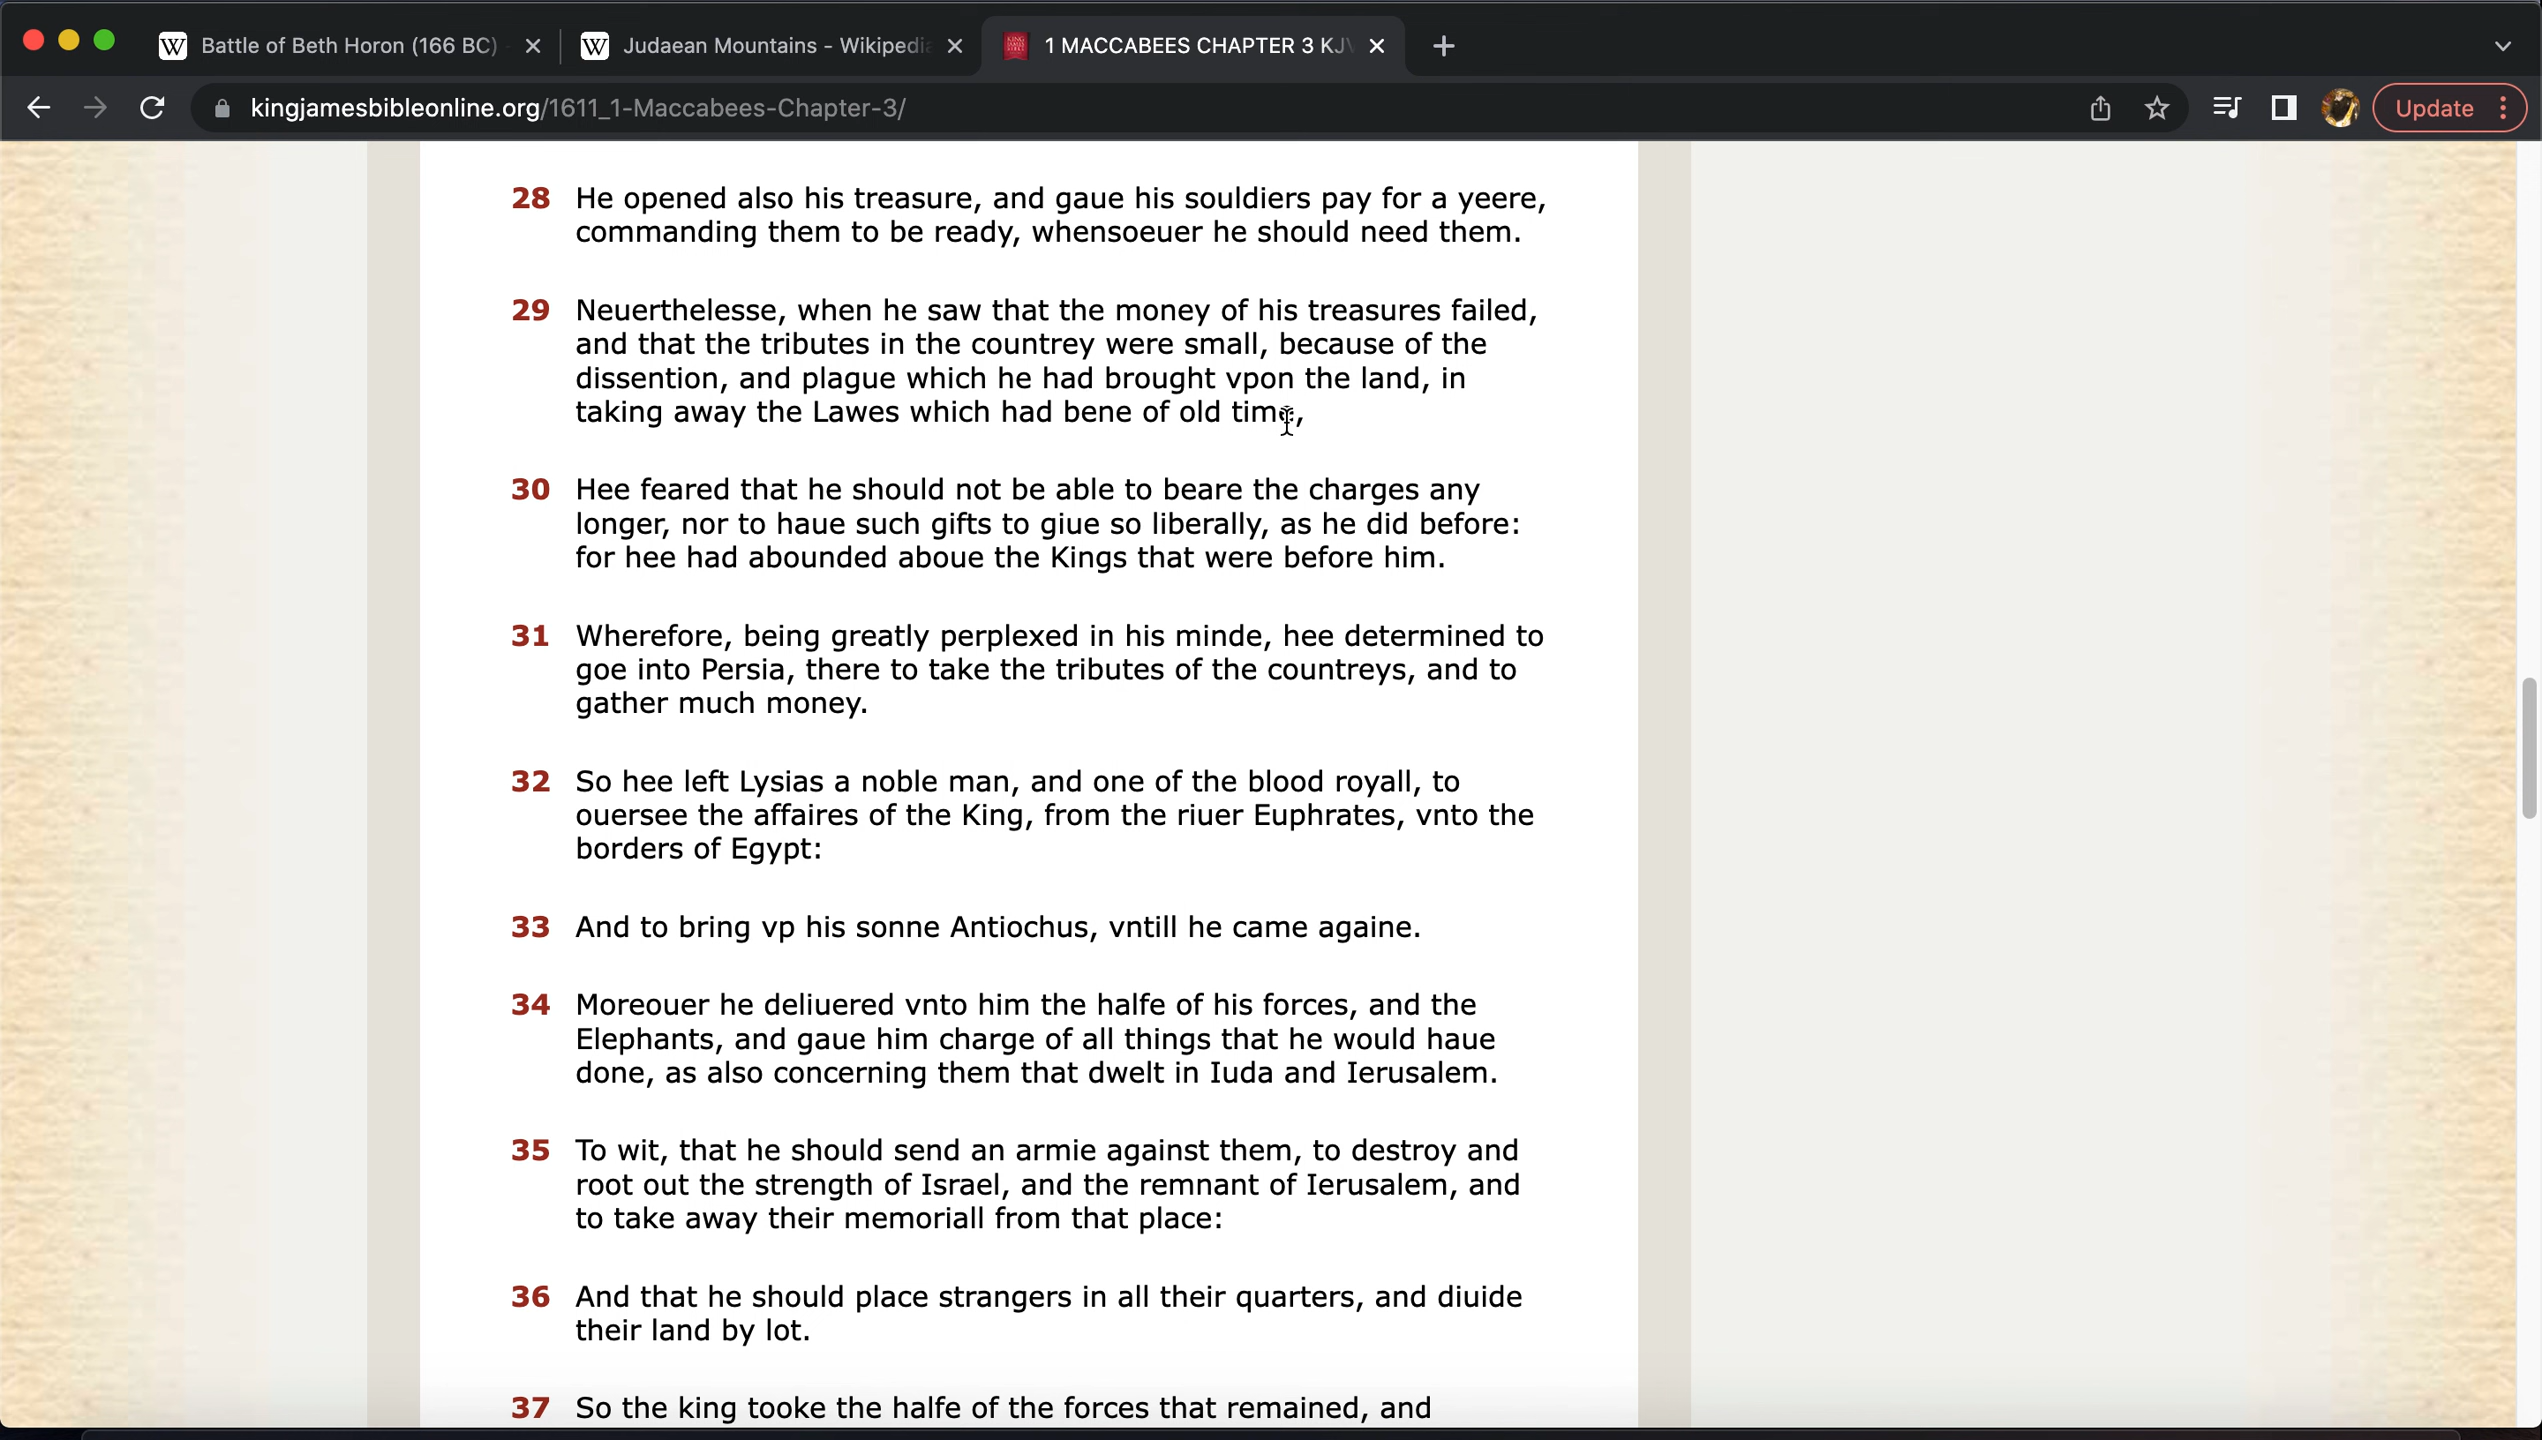 Battle of Beth Horon (166 BC) -
Judaean Mountains - Wikipedia
1 MACCABEES CHAPTER 3 KJV
kingjamesbibleonline.org/1611_1-Maccabees-Chapter-3/
Update
28 He opened also his treasure, and gaue his souldiers pay for a yeere,
commanding them to be ready, whensoeuer he should need them.
29 Neuerthelesse, when he saw that the money of his treasures failed,
and that the tributes in the countrey were small, because of the
dissention, and plague which he had brought vpon the land, in
taking away the Lawes which had bene of old time,
30 Hee feared that he should not be able to beare the charges any
longer, nor to haue such gifts to giue so liberally, as he did before:
for hee had abounded aboue the Kings that were before him.
31 Wherefore, being greatly perplexed in his minde, hee determined to
goe into Persia, there to take the tributes of the countreys, and to
gather much money.
32 So hee left Lysias a noble man, and one of the blood royall, to
ouersee the affaires of the King, from the riuer Euphrates, vnto the
borders of Egypt:
33 And to bring vp his sonne Antiochus, vntill he came againe.
34 Moreouer he deliuered vnto him the halfe of his forces, and the
Elephants, and gaue him charge of all things that he would haue
done, as also concerning them that dwelt in Iuda and Ierusalem.
35 To wit, that he should send an armie against them, to destroy and
root out the strength of Israel, and the remnant of Ierusalem, and
to take away their memoriall from that place:
36 And that he should place strangers in all their quarters, and diuide
their land by lot.
37 So the king tooke the halfe of the forces that remained, and